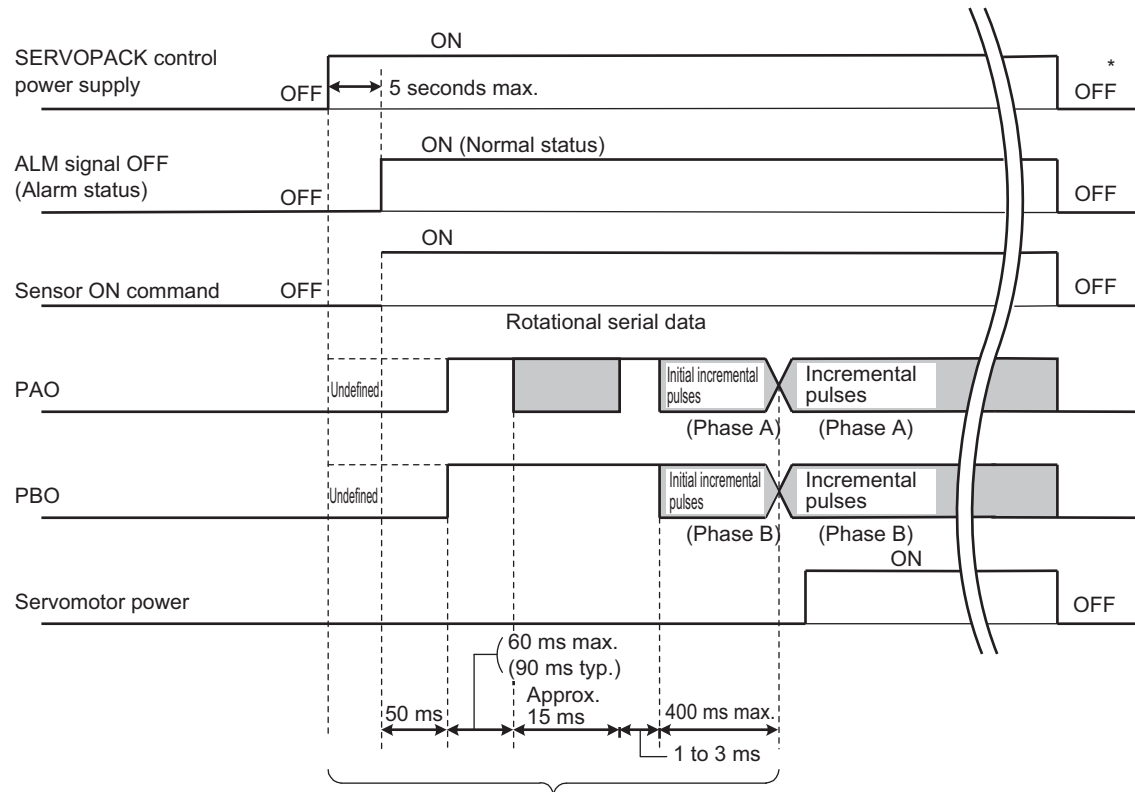 ON
SERVOPACK control
power supply
OFF
5 seconds max.
*
OFF
ON (Normal status)
ALM signal OFF
(Alarm status)
OFF
OFF
ON
Sensor ON command
OFF
OFF
Rotational serial data
PAO
Undefined
Initial incremental
pulses
Incremental
pulses
(Phase A)
(Phase A)
PBO
Undefined
Initial incremental
pulses
Incremental
pulses
(Phase B)
(Phase B)
ON
Servomotor power
OFF
60 ms max.
(90 ms typ.)
Approx.
50 ms
15 ms
400 ms max.
1 to 3 ms